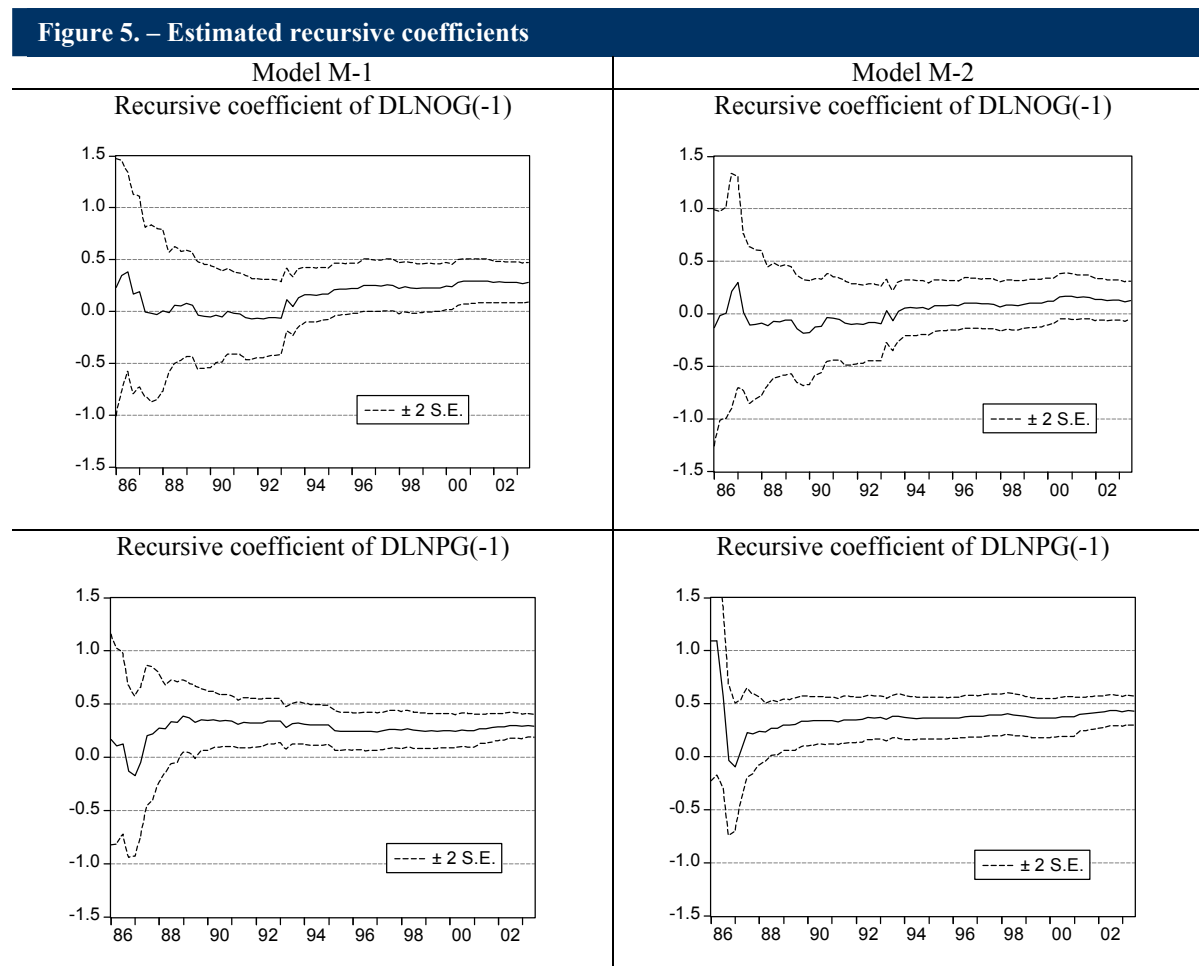 Figure 5. – Estimated recursive coefficients
Model M-1
Model M-2
Recursive coefficient of DLNOG(-1)
1.5
1.0
0.5
0.0
-0.5
-1.0
-1.5
86 88 90 92 94 96 98 00 02
± 2 S.E.
Recursive coefficient of DLNOG(-1)
1.5
1.0
0.5
0.0
-0.5
-1.0
-1.5
86 88 90 92 94 96 98 00 02
± 2 S.E.
Recursive coefficient of DLNPG(-1)
1.5
1.0
0.5
0.0
-0.5
-1.0
-1.5
86 88 90 92 94 96 98 00 02
± 2 S.E.
Recursive coefficient of DLNPG(-1)
1.5
1.0
0.5
0.0
-0.5
-1.0
-1.5
86 88 90 92 94 96 98 00 02
± 2 S.E.